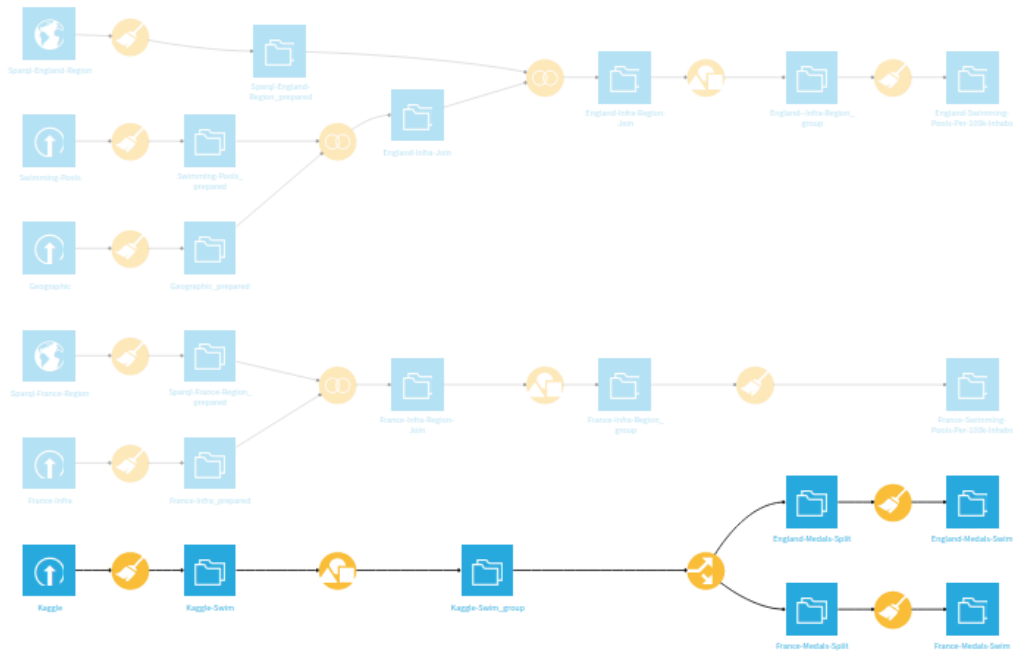 Sparql-England-Region
Sparql-England-
Region_prepared
England-Infra-Region-
Join
England--Infra-Region_
group
England-Swimming-
Pools-Per-100k-Inhabs
Swimming-Pools
Swimming-Pools_
prepared
England-Infra-Join
Geographic
Geographic_prepared
Sparql-France-Region
Sparql-France-Region_
prepared
France-Infra-Region-
Join
France-Infra-Region_
group
France-Swimming-
Pools-Per-100k-Inhabs
France-Infra
France-Infra_prepared
England-Medals-Split
England-Medals-Swim
Kaggle
Kaggle-Swim
Kaggle-Swim_group
France-Medals-Split
France-Medals-Swim